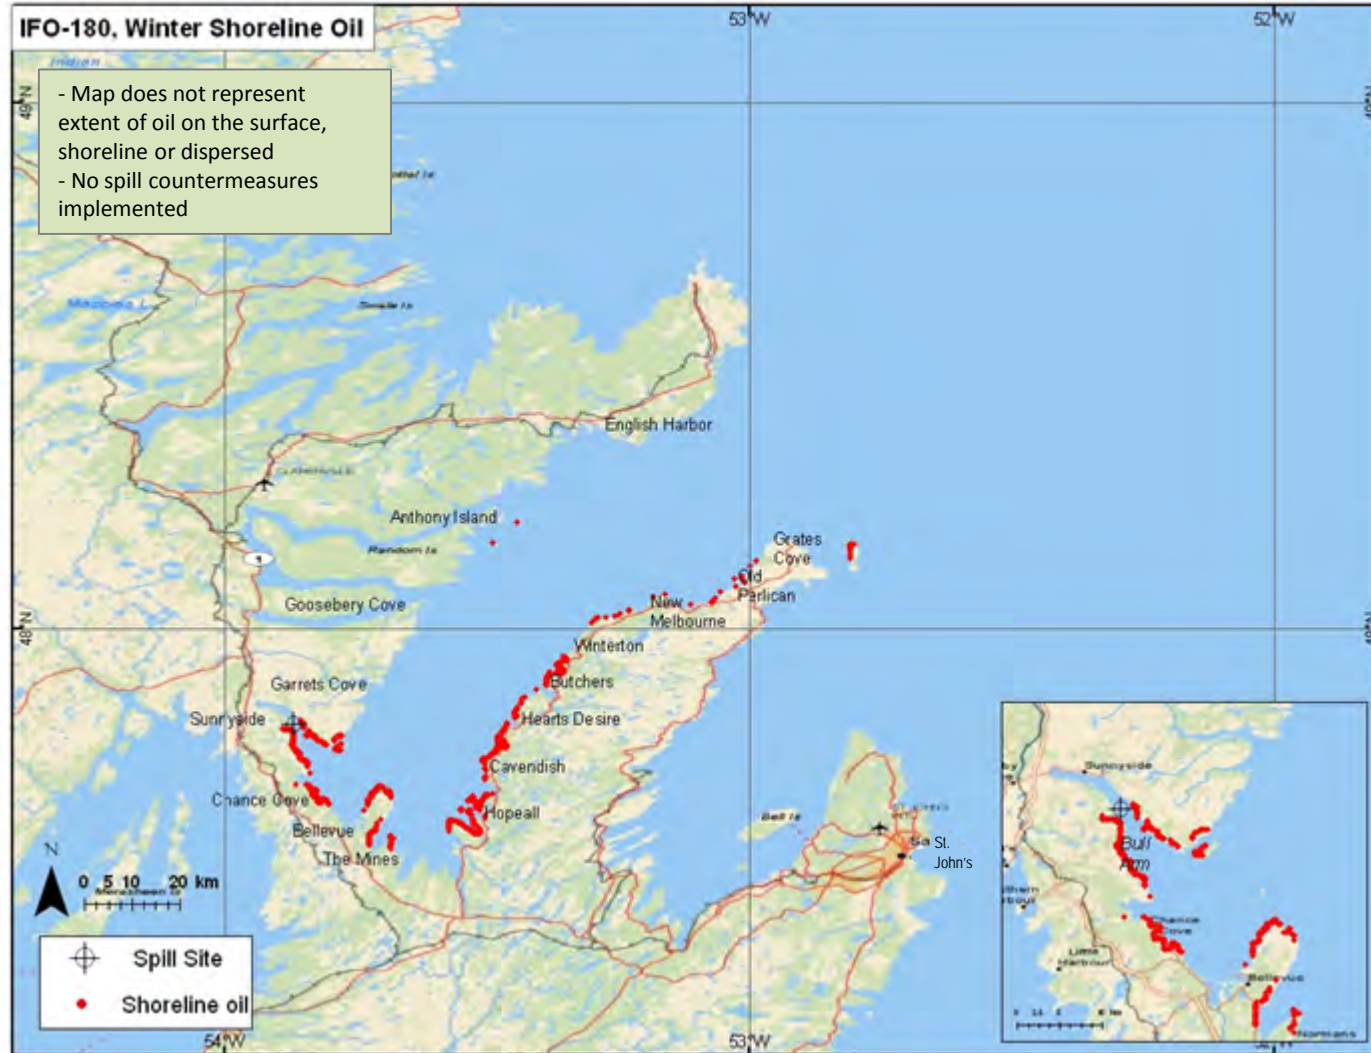 IFO-180, Winter Shoreline Oil
53°W
52°W
Indian
49°N
- Map does not represent
extent of oil on the surface,
shoreline or dispersed
- No spill countermeasures
implemented
English Harbor
Anthony Island
Random Is
Grates
Cove
Old
Perlican
Goosebery Cove
New
Melbourne
48°N
Winterton
Garrets Cove
Butchers
Sunnyside
Hearts Desire
Cavendish
Chance Cove
Hopeall
Bellevue
The Mines
Bell Is
St.
John's
N
0 5 10 20 km
Spill Site
Shoreline oil
54°W
53°W
Sunnyside
Bull
Arm
Chance
Cove
Harbour
Bellevue
Normans